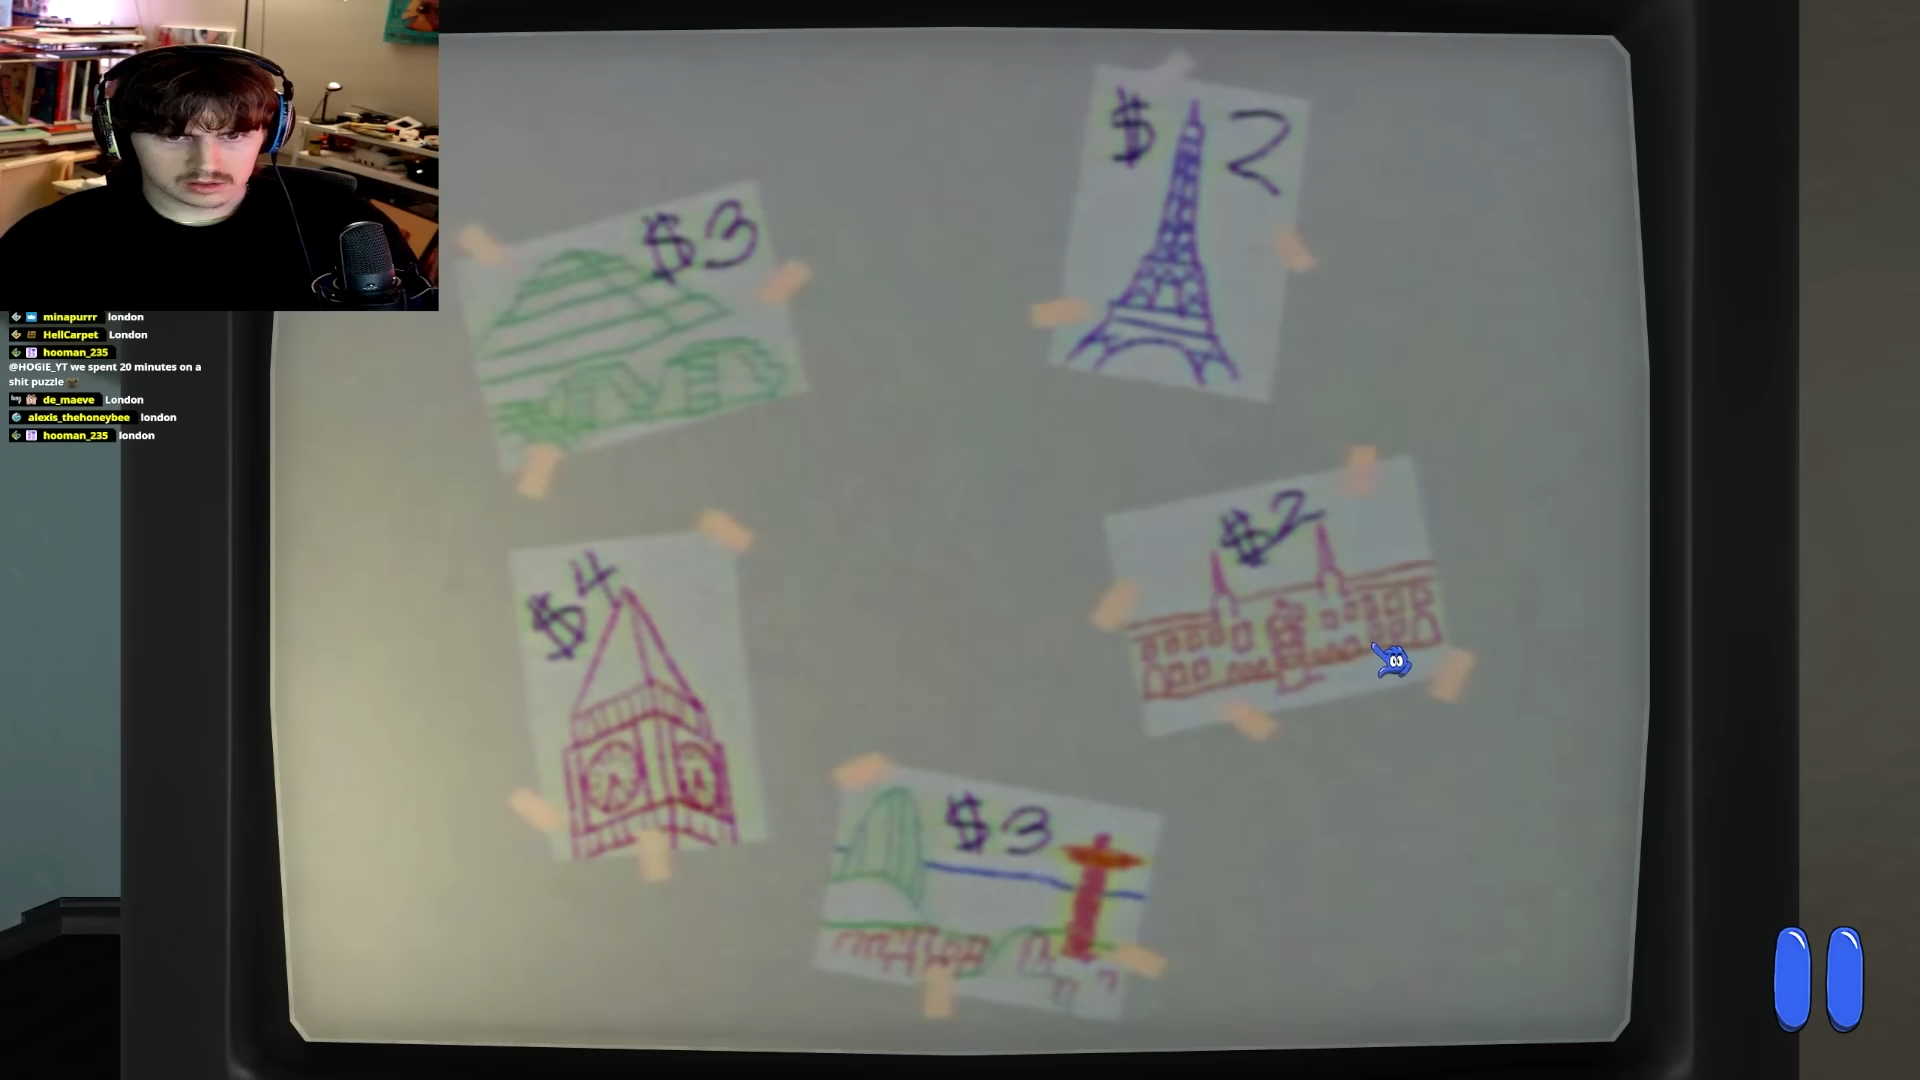 minapurrr london
HellCarpet London
hooman_235
@HOGIE_YT we spent 20 minutes on a
shit puzzle
de_maeve London
alexis_thehoneybee london
hooman_235 london
$ 2
$3
$2
$4
$3